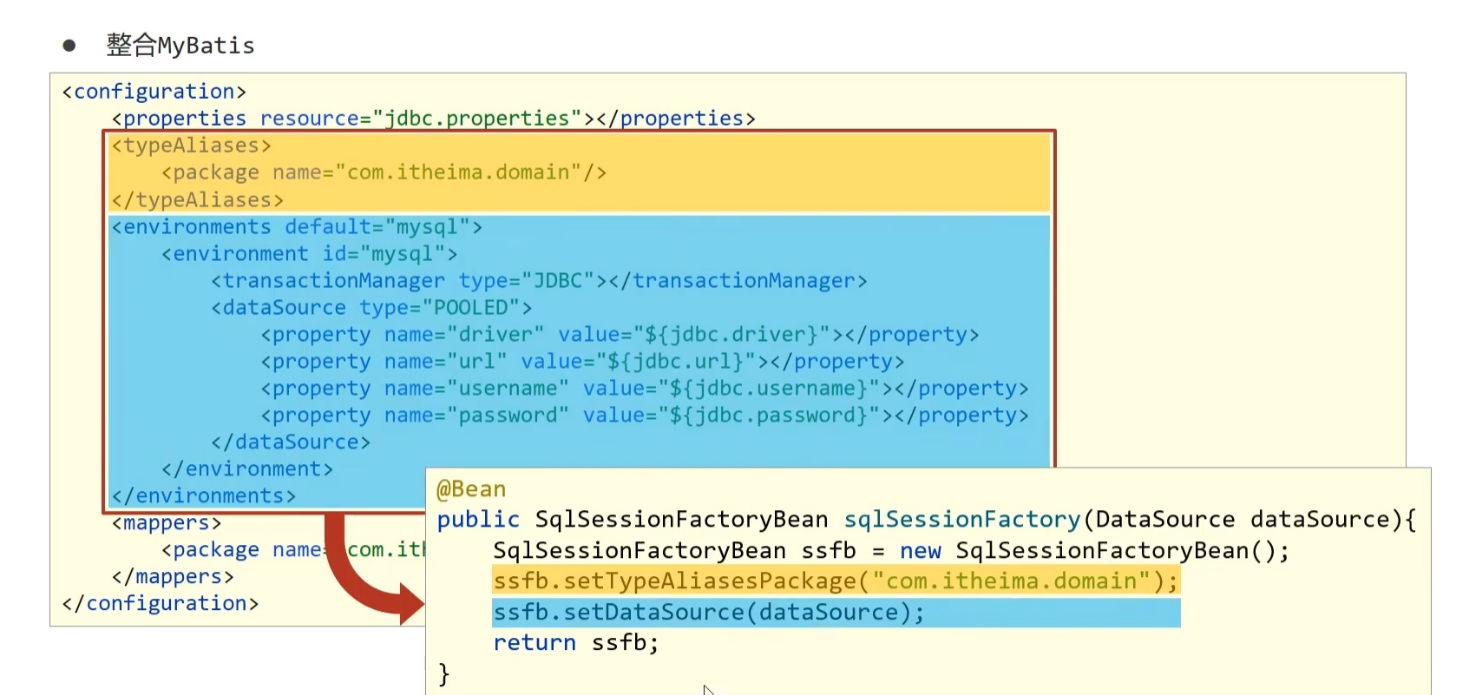 ● 整合MyBatis
<configuration>
    <properties resource="jdbc.properties"></properties>
    <typeAliases>
        <package name="com.itheima.domain"/>
    </typeAliases>
    <environments default="mysql">
        <environment id="mysql">
            <transactionManager type="JDBC"></transactionManager>
            <dataSource type="POOLED">
                <property name="driver" value="${jdbc.driver}"></property>
                <property name="url" value="${jdbc.url}"></property>
                <property name="username" value="${jdbc.username}"></property>
                <property name="password" value="${jdbc.password}"></property>
            </dataSource>
        </environment>
    </environments>
    <mappers>
        <package name
    </mappers>
</configuration>
@Bean
public SqlSessionFactoryBean sqlSessionFactory(DataSource dataSource){
    SqlSessionFactoryBean ssfb = new SqlSessionFactoryBean();
    ssfb.setTypeAliasesPackage("com.itheima.domain");
    ssfb.setDataSource(dataSource);
    return ssfb;
}